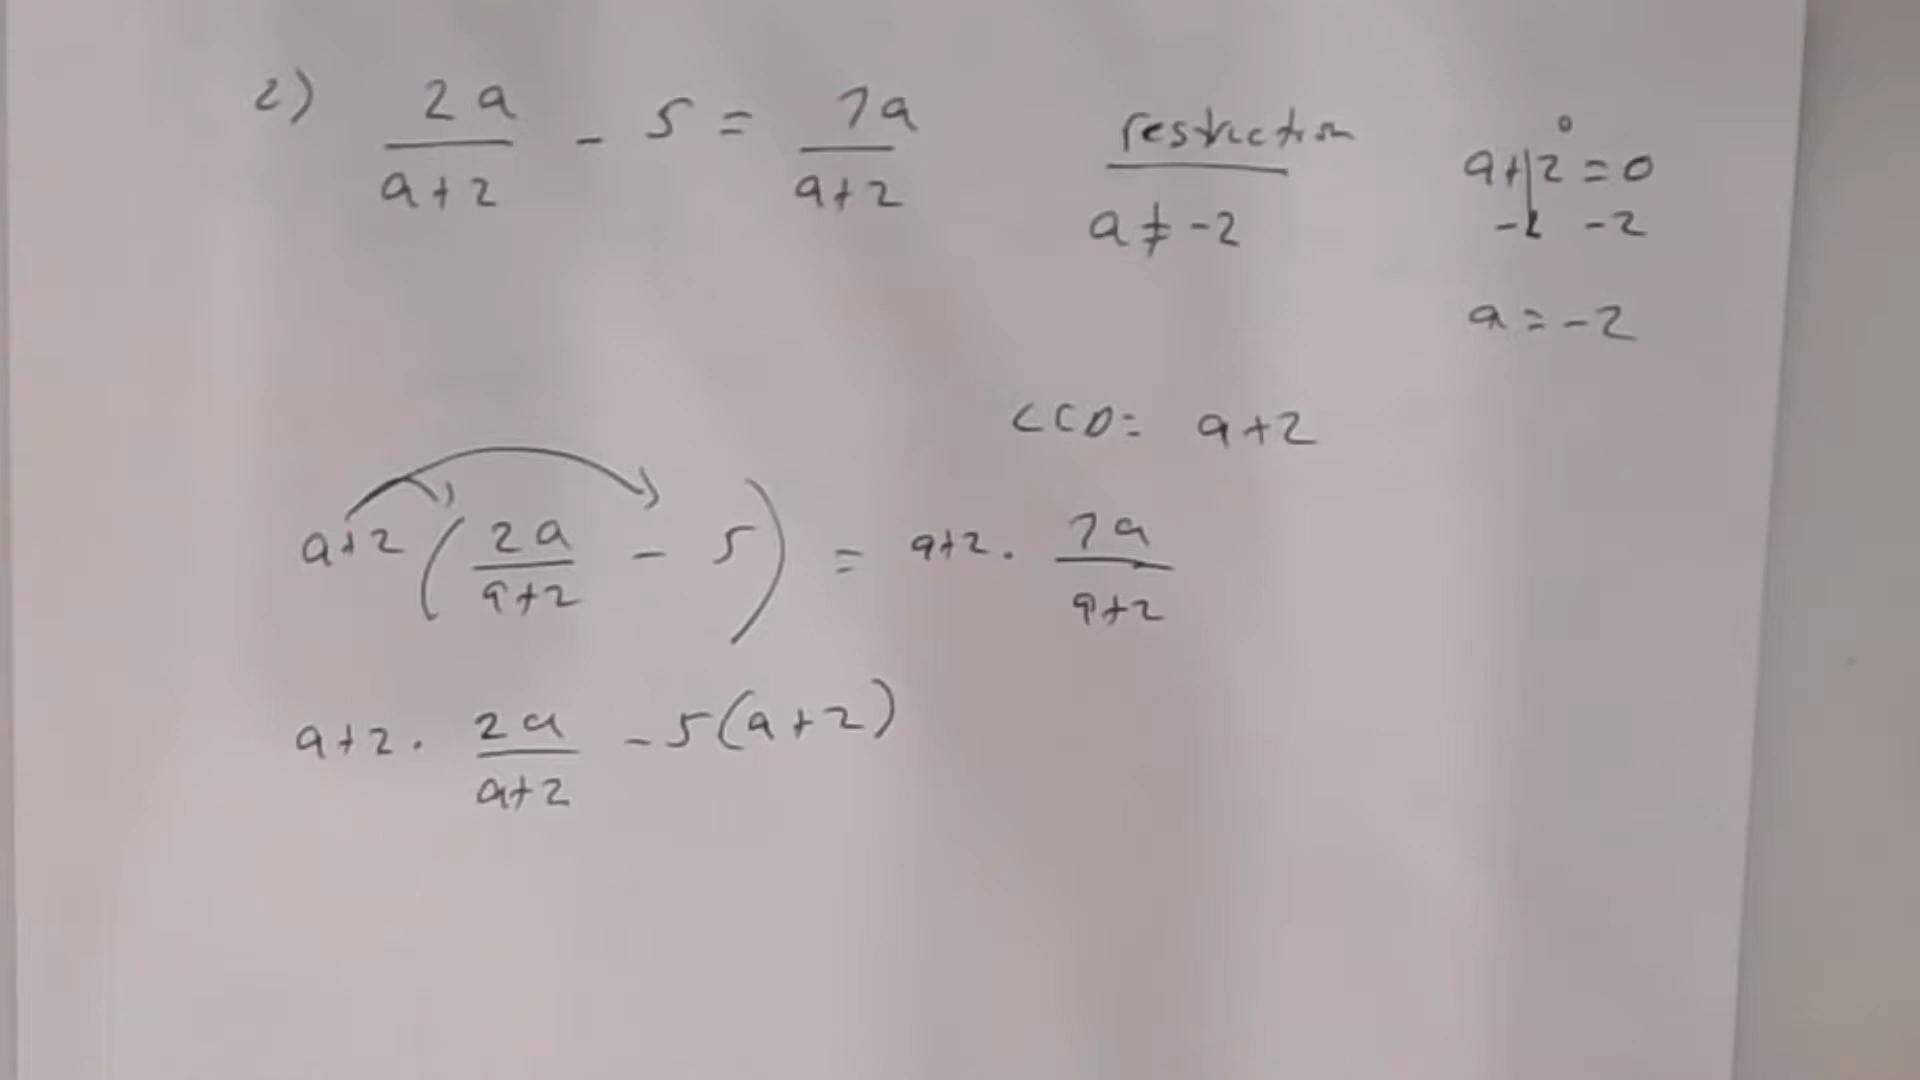 2) 2a/a+2 - 5 = 7a/a+2
restriction
a ≠ -2
0
a+2 = 0
-2 -2
a = -2
LCD= a+2
a+2 ( 2a/a+2 - 5 ) = a+2 · 7a/a+2
a+2 · 2a/a+2 - 5(a+2)